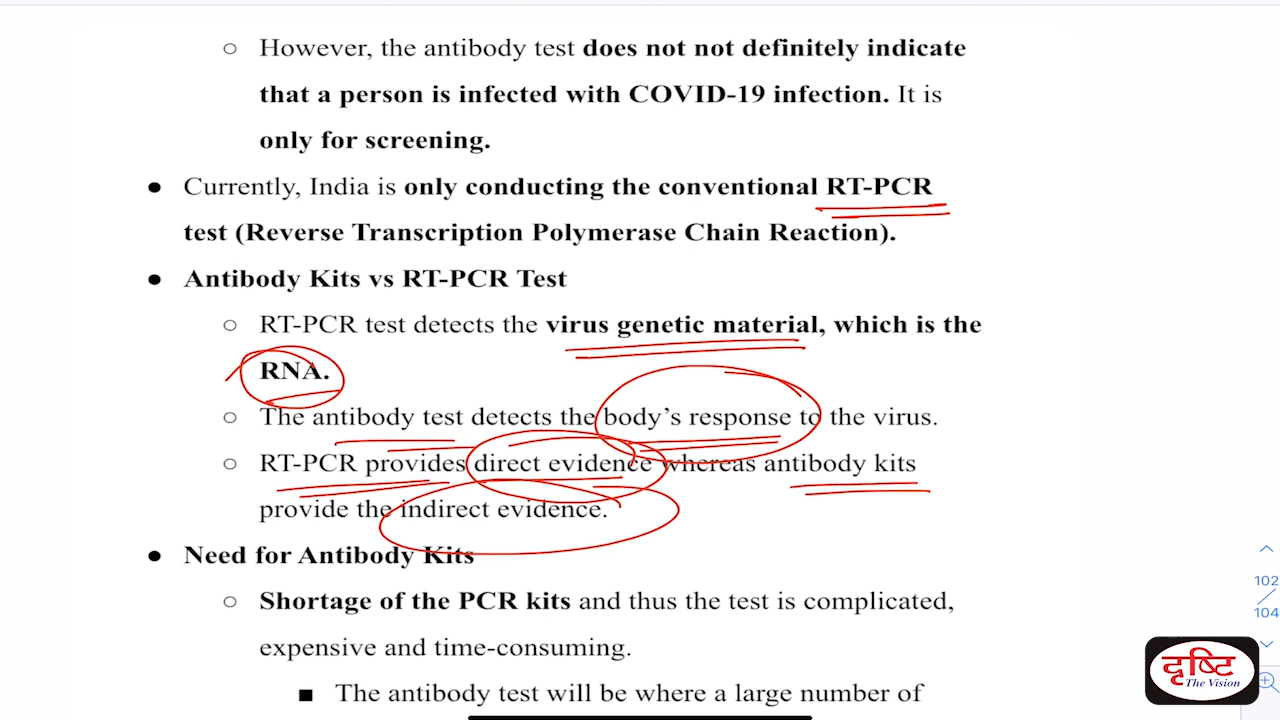 ○ However, the antibody test does not not definitely indicate
that a person is infected with COVID-19 infection. It is
only for screening.
● Currently, India is only conducting the conventional RT-PCR
test (Reverse Transcription Polymerase Chain Reaction).
● Antibody Kits vs RT-PCR Test
○ RT-PCR test detects the virus genetic material, which is the
RNA.
○ The antibody test detects the body’s response to the virus.
○ RT-PCR provides direct evidence whereas antibody kits
provide the indirect evidence.
● Need for Antibody Kits
○ Shortage of the PCR kits and thus the test is complicated,
expensive and time-consuming.
■ The antibody test will be where a large number of
102
104
दृष्टि
The Vision